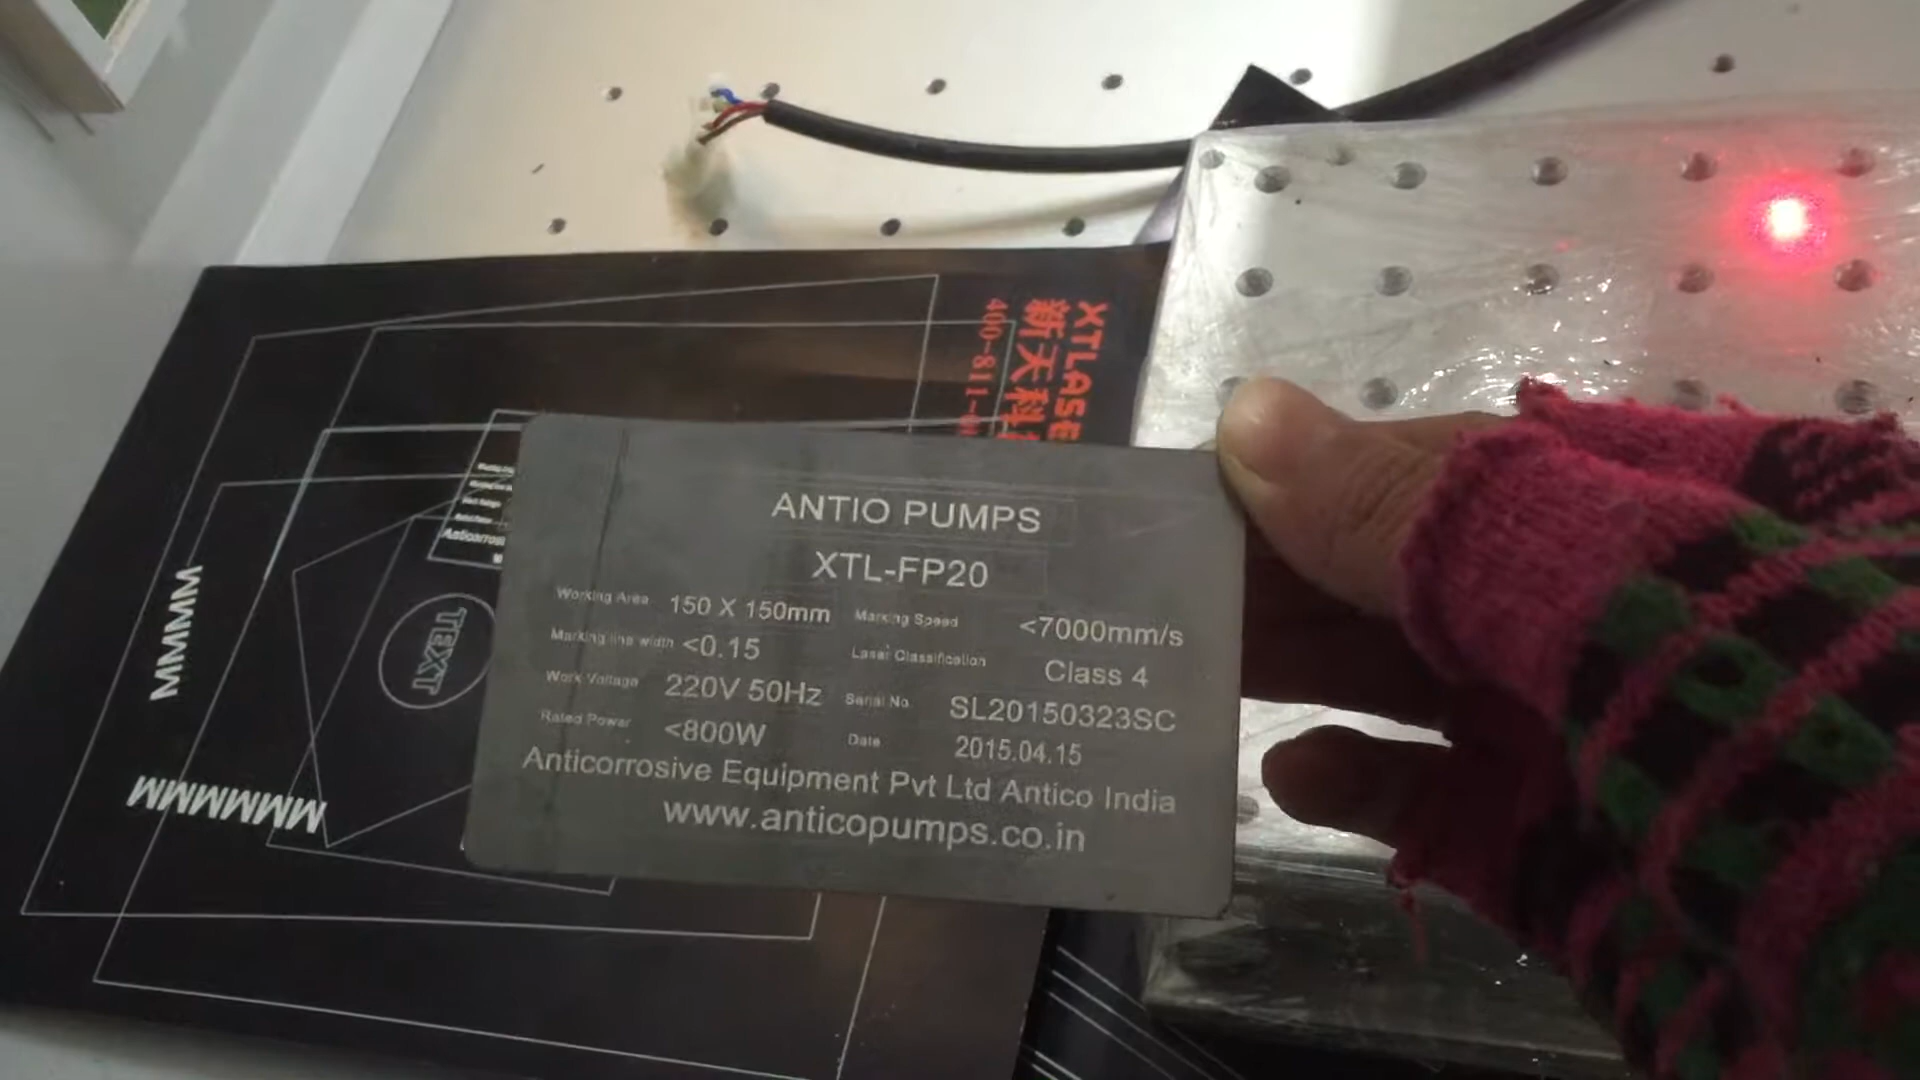 XTLASE
新天科
400-811-
MMMM
TEXT
MMMMMM
Anticorros
ANTIO PUMPS
XTL-FP20
Working Area 150 X 150mm Marking Speed <7000mm/s
Marking line width <0.15 Laser Classification Class 4
Work Voltage 220V 50Hz Serial No. SL20150323SC
Rated Power <800W Date 2015.04.15
Anticorrosive Equipment Pvt Ltd Antico India
www.anticopumps.co.in